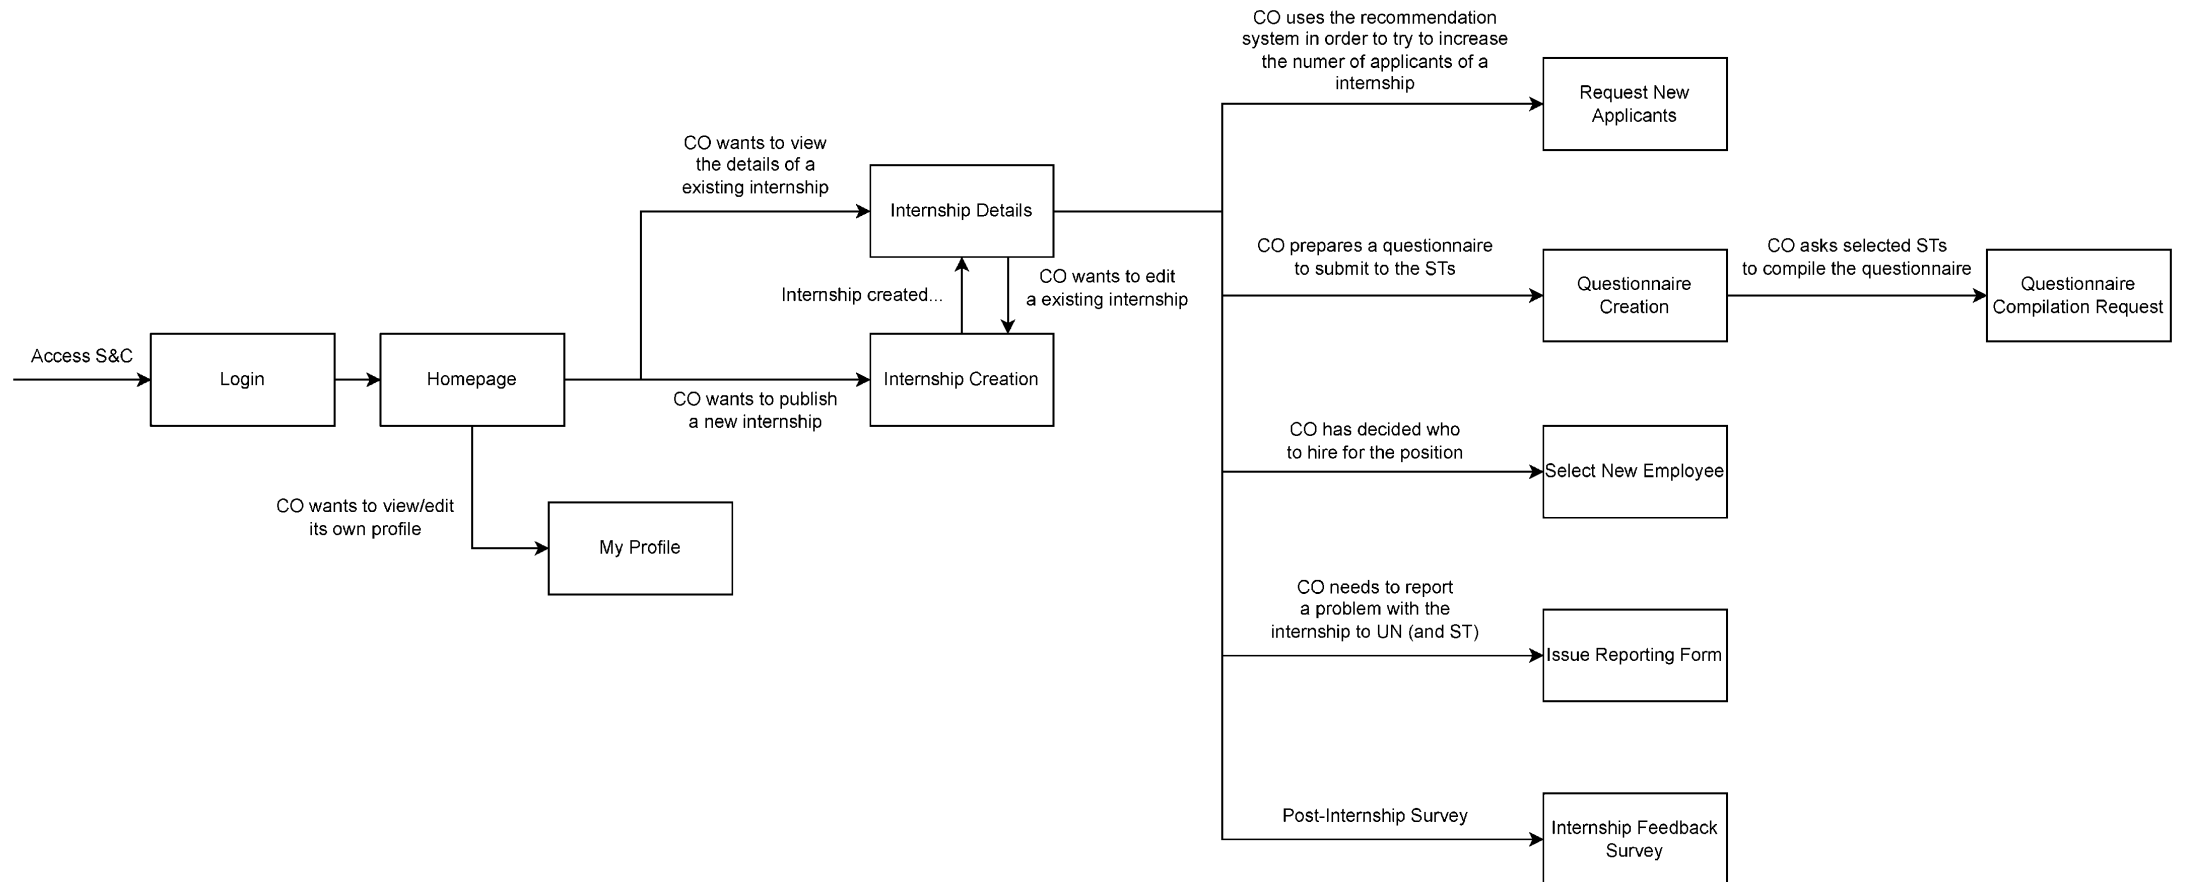 Access S&C
Login
Homepage
CO wants to view/edit
its own profile
My Profile
CO wants to view
the details of a
existing internship
CO wants to publish
a new internship
Internship Details
Internship created...
CO wants to edit
a existing internship
Internship Creation
CO uses the recommendation
system in order to try to increase
the numer of applicants of a
internship
Request New
Applicants
CO prepares a questionnaire
to submit to the STs
Questionnaire
Creation
CO asks selected STs
to compile the questionnaire
Questionnaire
Compilation Request
CO has decided who
to hire for the position
Select New Employee
CO needs to report
a problem with the
internship to UN (and ST)
Issue Reporting Form
Post-Internship Survey
Internship Feedback
Survey